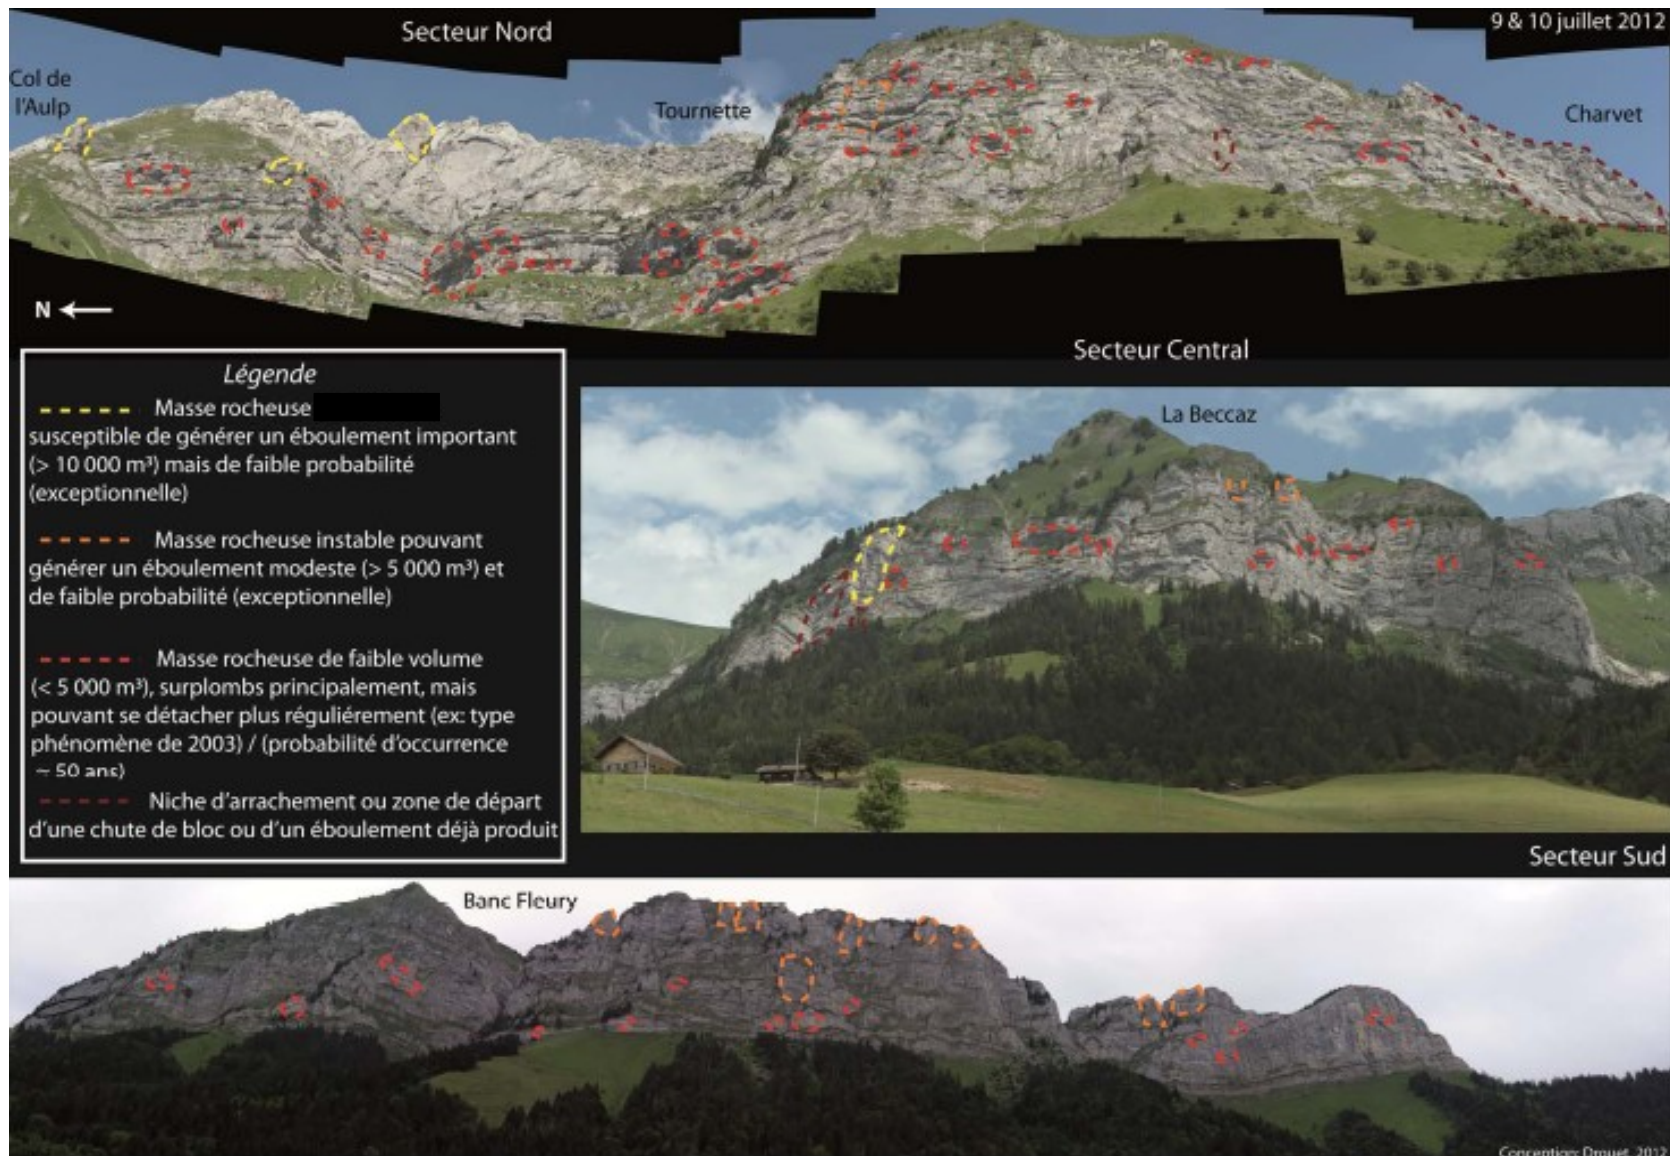 Secteur Nord
9 & 10 juillet 2012
Col de
l'Aulp
Tournette
Charvet
N
Secteur Central
Légende
Masse rocheuse
susceptible de générer un éboulement important
(> 10 000 m³) mais de faible probabilité
(exceptionnelle)
Masse rocheuse instable pouvant
générer un éboulement modeste (> 5 000 m³) et
de faible probabilité (exceptionnelle)
Masse rocheuse de faible volume
(< 5 000 m³), surplombs principalement, mais
pouvant se détacher plus réguliérement (ex: type
phénomène de 2003) / (probabilité d'occurrence
~ 50 ans)
Niche d'arrachement ou zone de départ
d'une chute de bloc ou d'un éboulement déjà produit
La Beccaz
Secteur Sud
Banc Fleury
Conception: Drouet, 2012